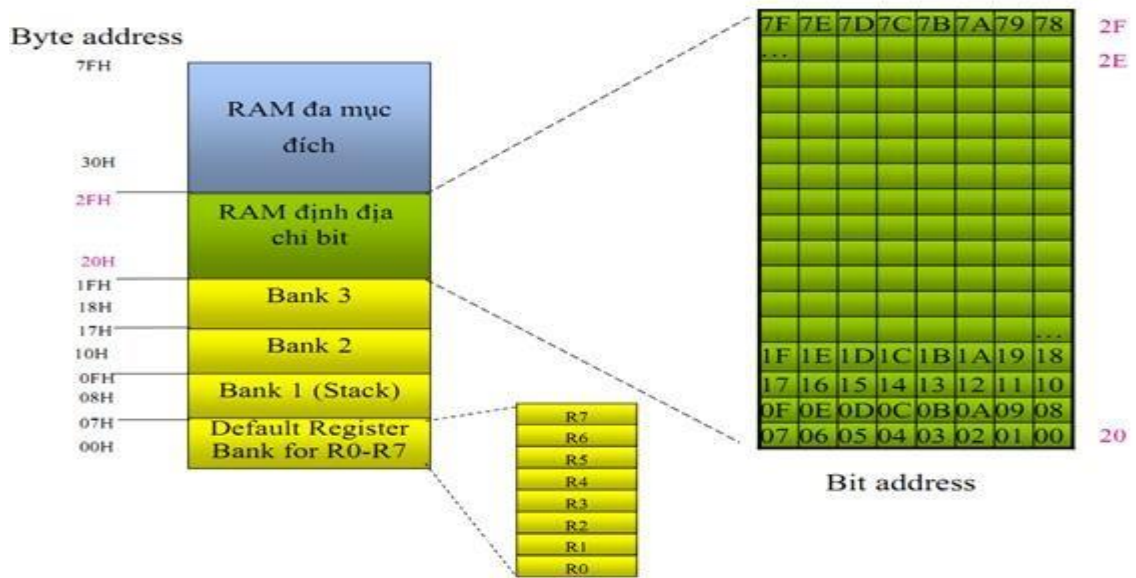 Byte address
7FH
30H
2FH
20H
1FH
18H
17H
10H
0FH
08H
07H
00H
RAM đa mục
đích
RAM định địa
chỉ bit
Bank 3
Bank 2
Bank 1 (Stack)
Default Register
Bank for R0-R7
R7
R6
R5
R4
R3
R2
R1
R0
7F 7E 7D 7C 7B 7A 79 78 2F
... 2E
...
1F 1E 1D 1C 1B 1A 19 18
17 16 15 14 13 12 11 10
0F 0E 0D 0C 0B 0A 09 08
07 06 05 04 03 02 01 00 20
Bit address